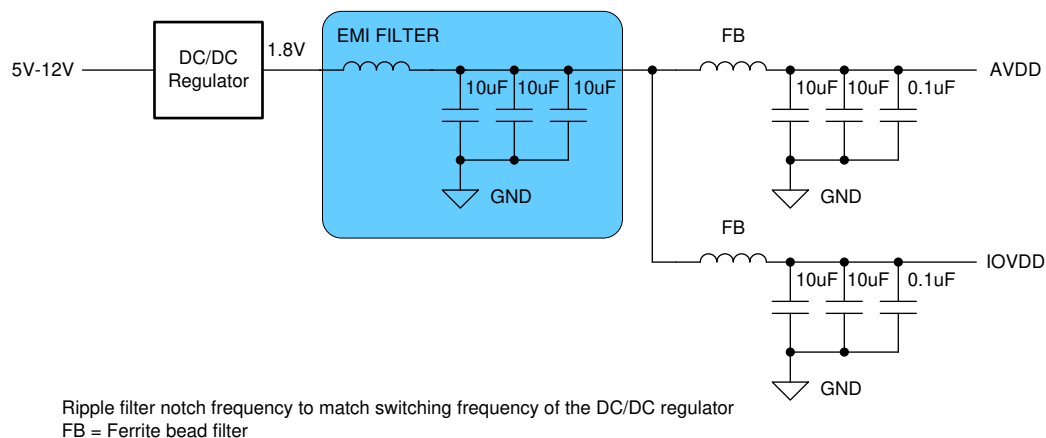 EMI FILTER
FB
DC/DC
Regulator
1.8V
5V-12V
10uF
10uF
10uF
10uF
10uF
0.1uF
AVDD
GND
GND
FB
IOVDD
10uF
10uF
0.1uF
GND
Ripple filter notch frequency to match switching frequency of the DC/DC regulator
FB = Ferrite bead filter